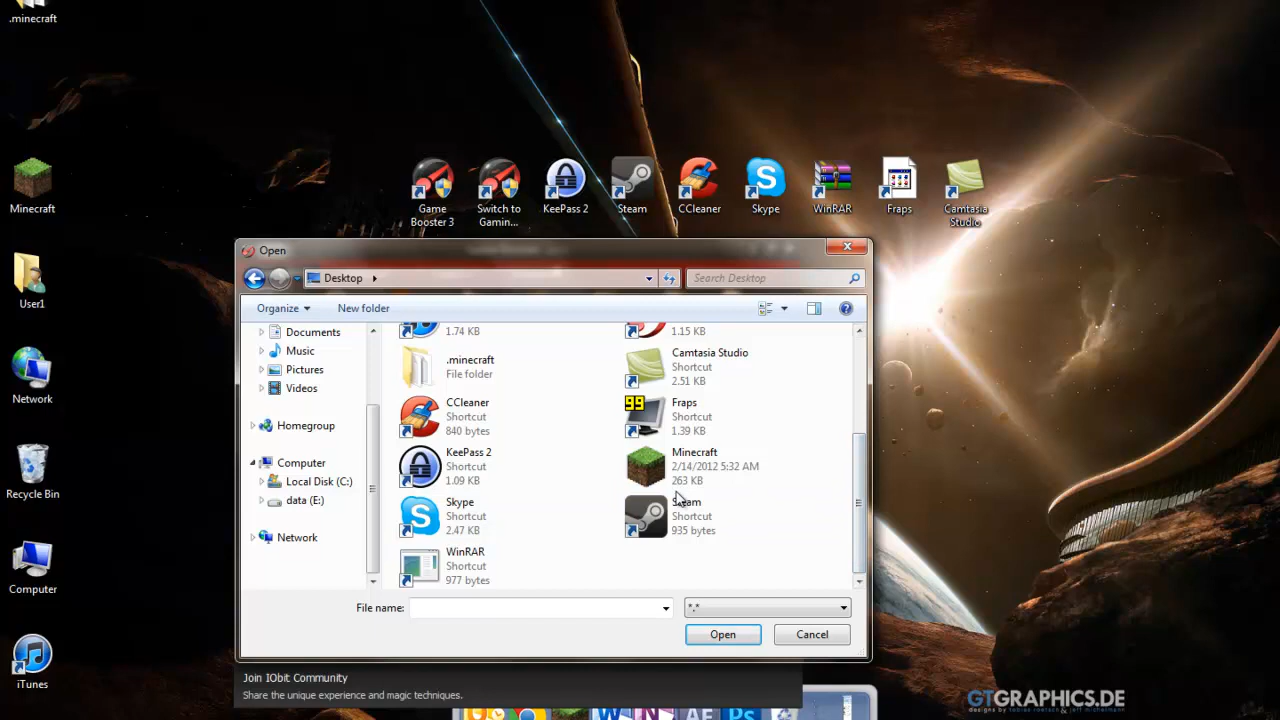 .minecraft
Minecraft
User1
Network
Recycle Bin
Computer
iTunes
Game
Booster 3
Switch to
Gamin...
KeePass 2
Steam
CCleaner
Skype
WinRAR
Fraps
Camtasia
Studio
Open
Desktop
Search Desktop
Organize
New folder
Documents
Music
Pictures
Videos
Homegroup
Computer
Local Disk (C:)
data (E:)
Network
1.74 KB
1.15 KB
.minecraft
File folder
Camtasia Studio
Shortcut
2.51 KB
CCleaner
Shortcut
840 bytes
Fraps
Shortcut
1.39 KB
KeePass 2
Shortcut
1.09 KB
Minecraft
2/14/2012 5:32 AM
263 KB
Skype
Shortcut
2.47 KB
Steam
Shortcut
935 bytes
WinRAR
Shortcut
977 bytes
File name:
*.*
Open
Cancel
Join IObit Community
Share the unique experience and magic techniques.
GTGRAPHICS.DE